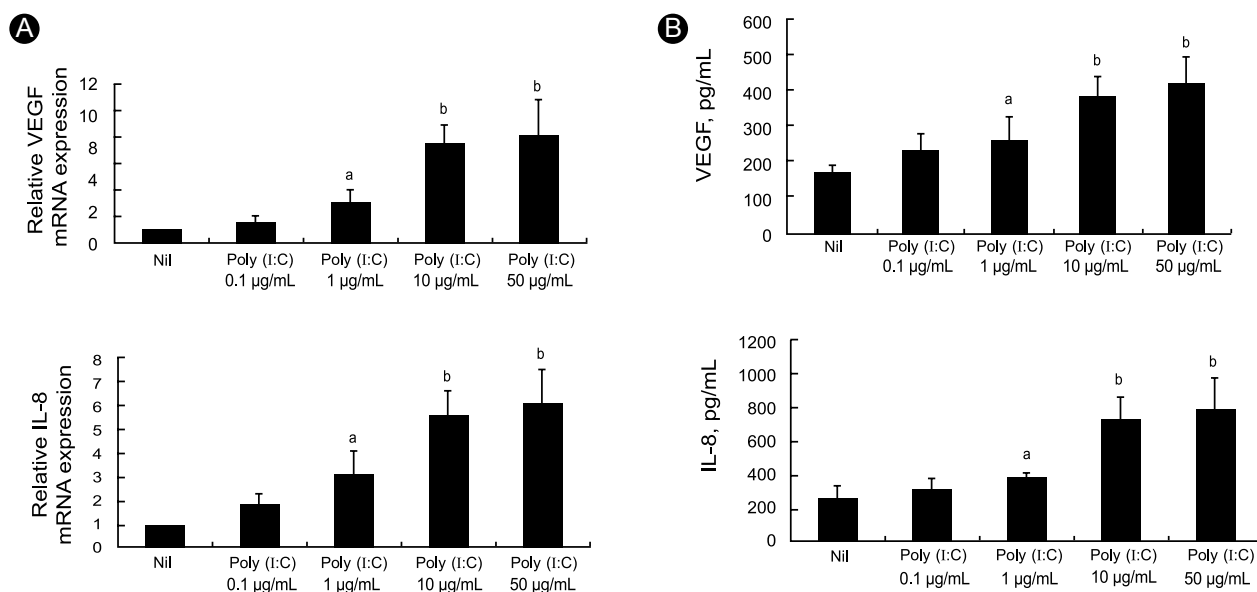 A
Relative VEGF
mRNA expression
12
10
8
6
4
2
0
a
b
b
Nil
Poly (I:C)
0.1 µg/mL
Poly (I:C)
1 µg/mL
Poly (I:C)
10 µg/mL
Poly (I:C)
50 µg/mL
B
VEGF, pg/mL
600
500
400
300
200
100
0
a
b
b
Nil
Poly (I:C)
0.1 µg/mL
Poly (I:C)
1 µg/mL
Poly (I:C)
10 µg/mL
Poly (I:C)
50 µg/mL
Relative IL-8
mRNA expression
8
7
6
5
4
3
2
1
0
a
b
b
Nil
Poly (I:C)
0.1 µg/mL
Poly (I:C)
1 µg/mL
Poly (I:C)
10 µg/mL
Poly (I:C)
50 µg/mL
IL-8, pg/mL
1200
1000
800
600
400
200
0
a
b
b
Nil
Poly (I:C)
0.1 µg/mL
Poly (I:C)
1 µg/mL
Poly (I:C)
10 µg/mL
Poly (I:C)
50 µg/mL